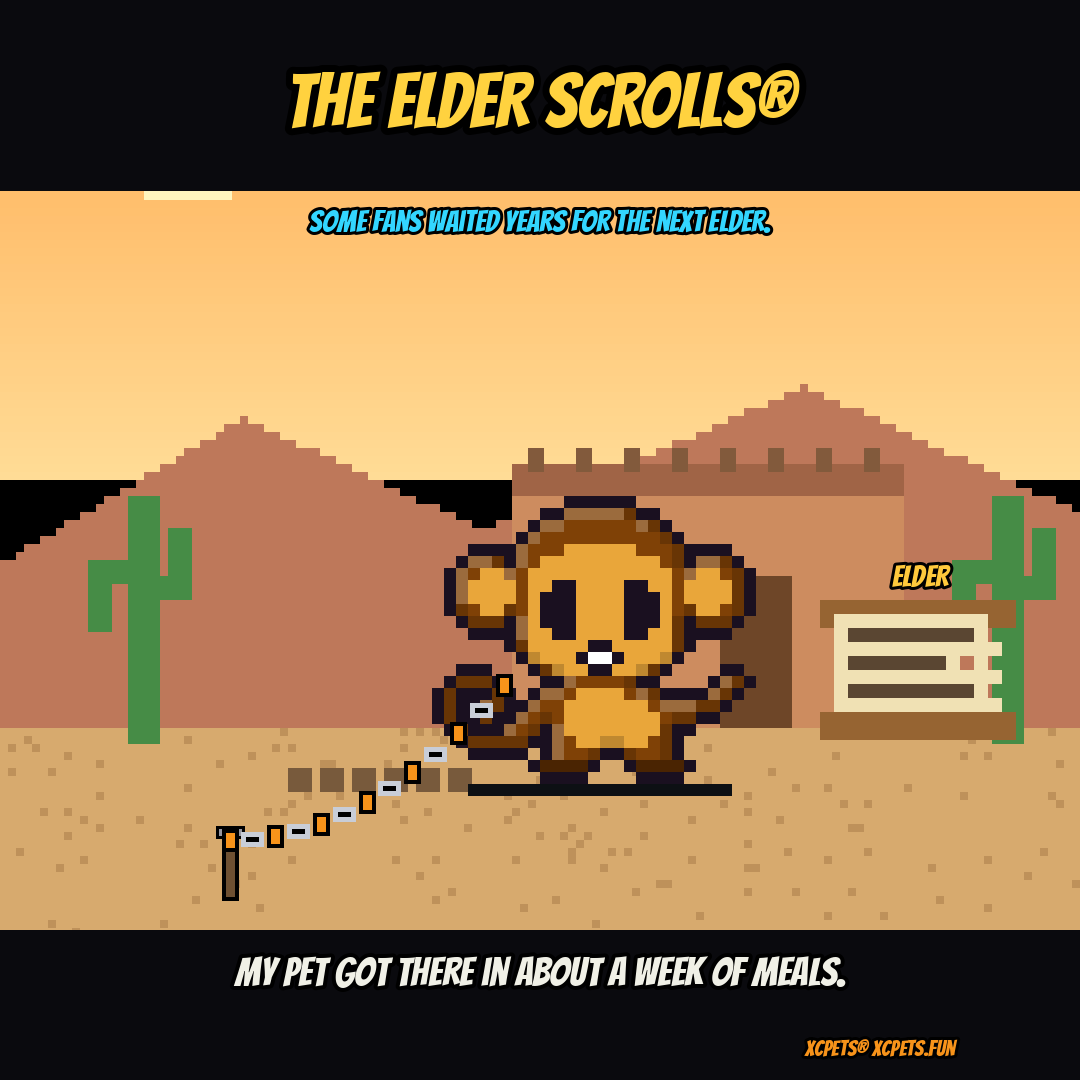 THE ELDER SCROLLS®
SOME FANS WAITED YEARS FOR THE NEXT ELDER.
ELDER
MY PET GOT THERE IN ABOUT A WEEK OF MEALS.
XCPETS® XCPETS.FUN